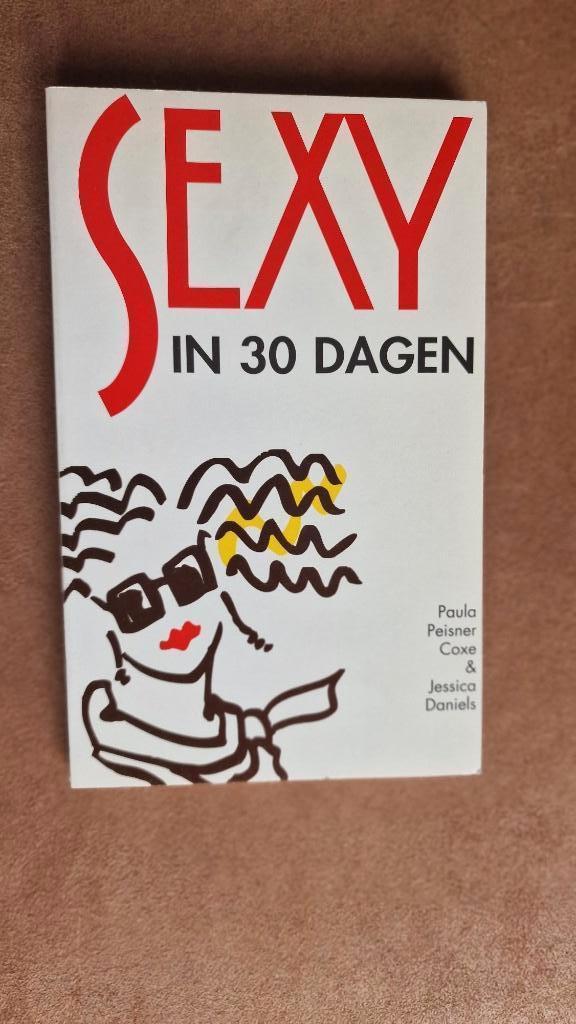 SEXY
IN 30 DAGEN
Paula
Peisner
Coxe
&
Jessica
Daniels